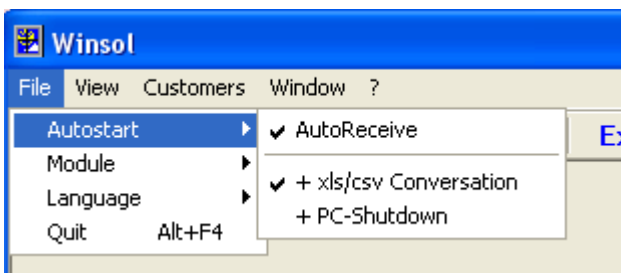 Winsol
File View Customers Window ?
Autostart
Module
Language
Quit Alt+F4
AutoReceive
+ xls/csv Conversation
+ PC-Shutdown